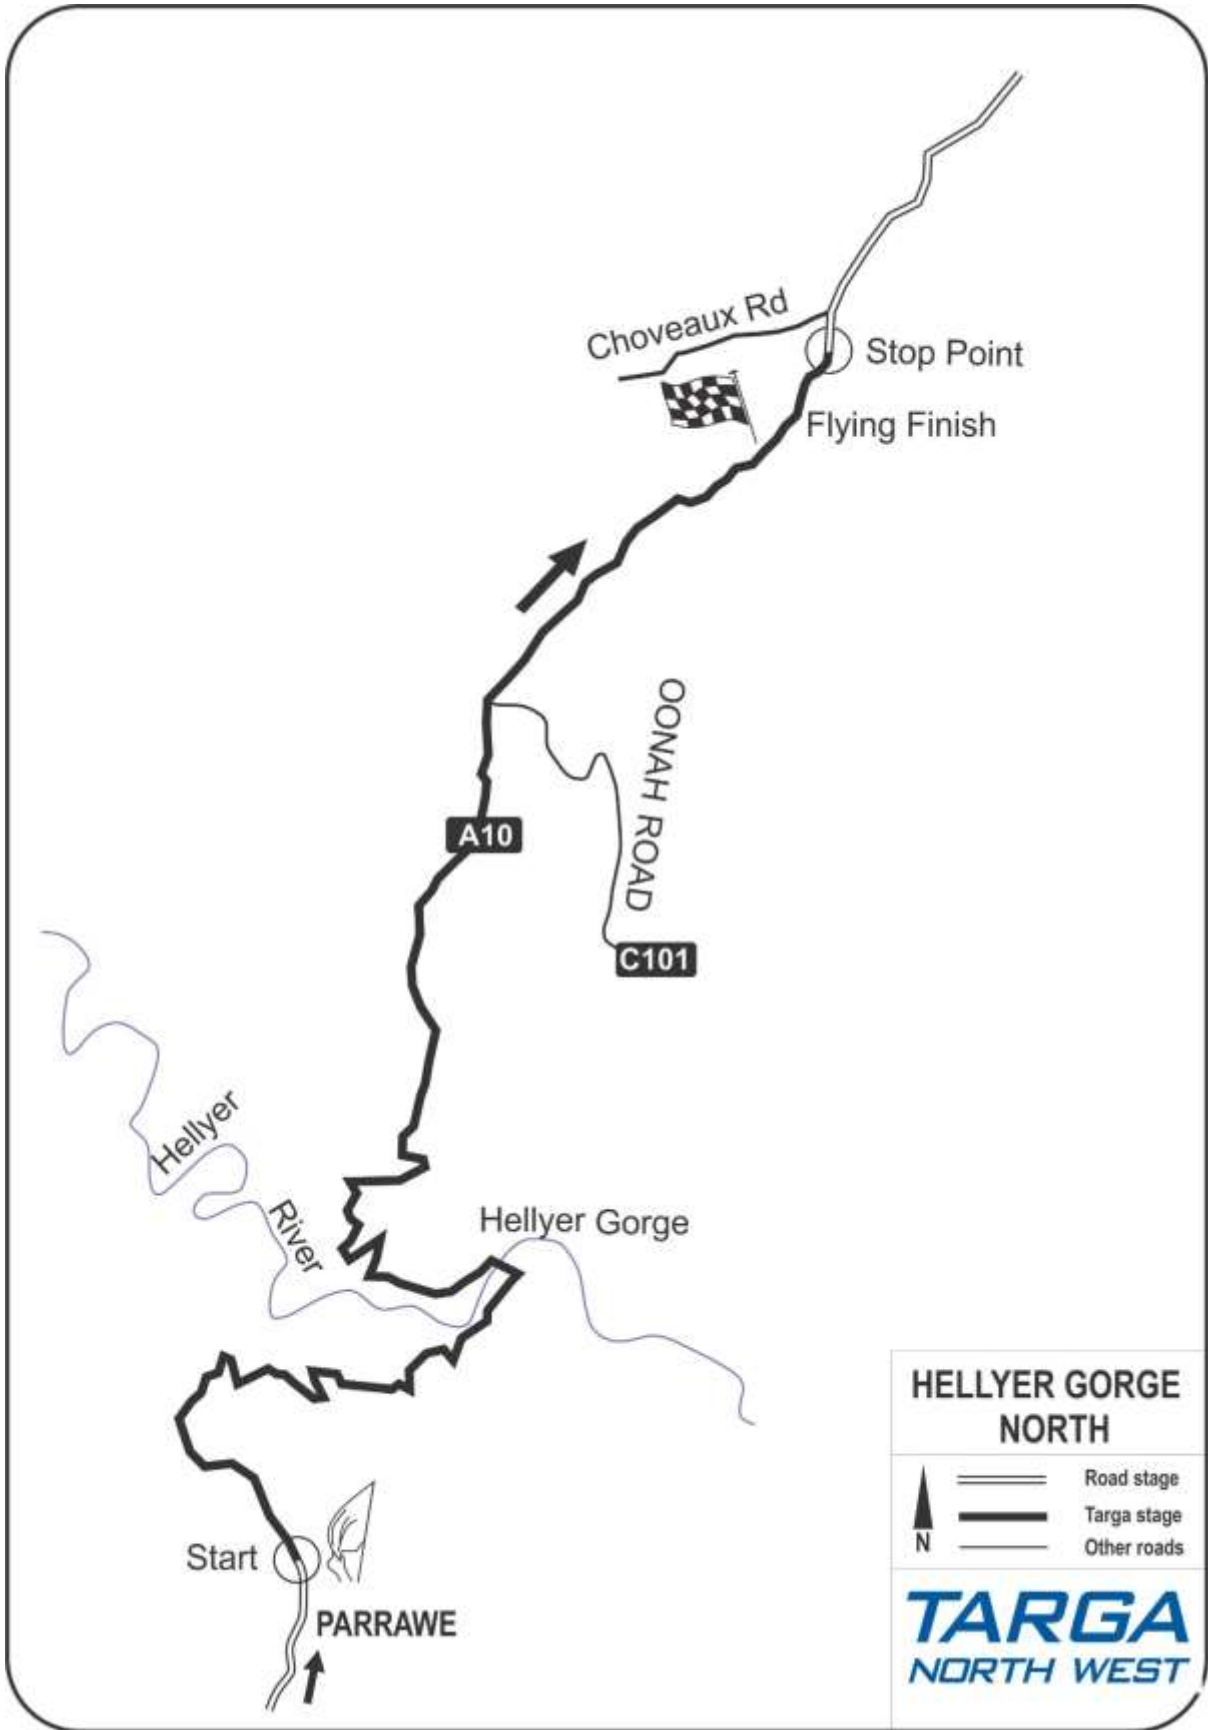 Choveaux Rd
Stop Point
Flying Finish
OONAH ROAD
A10
C101
Hellyer
River
Hellyer Gorge
Start
PARRAWE
HELLYER GORGE
NORTH
N
Road stage
Targa stage
Other roads
TARGA
NORTH WEST